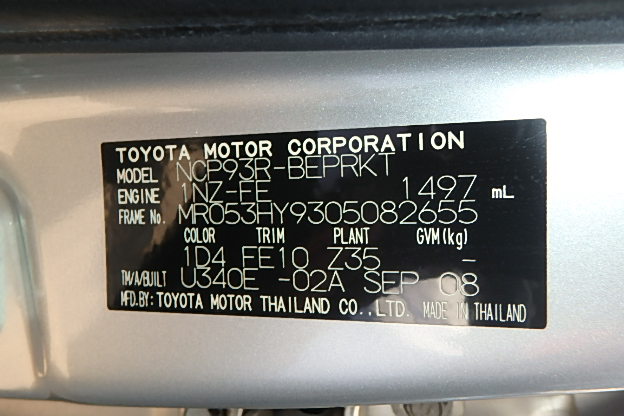 TOYOTA MOTOR CORPORATION
MODEL NCP93R-BEPRKT
ENGINE 1NZ-FE 1497 mL
FRAME No. MR053HY9305082655
COLOR TRIM PLANT GVM(kg)
1D4 FE10 Z35 -
TM/A/BUILT U340E -02A SEP 08
MFD.BY:TOYOTA MOTOR THAILAND CO.,LTD. MADE IN THAILAND